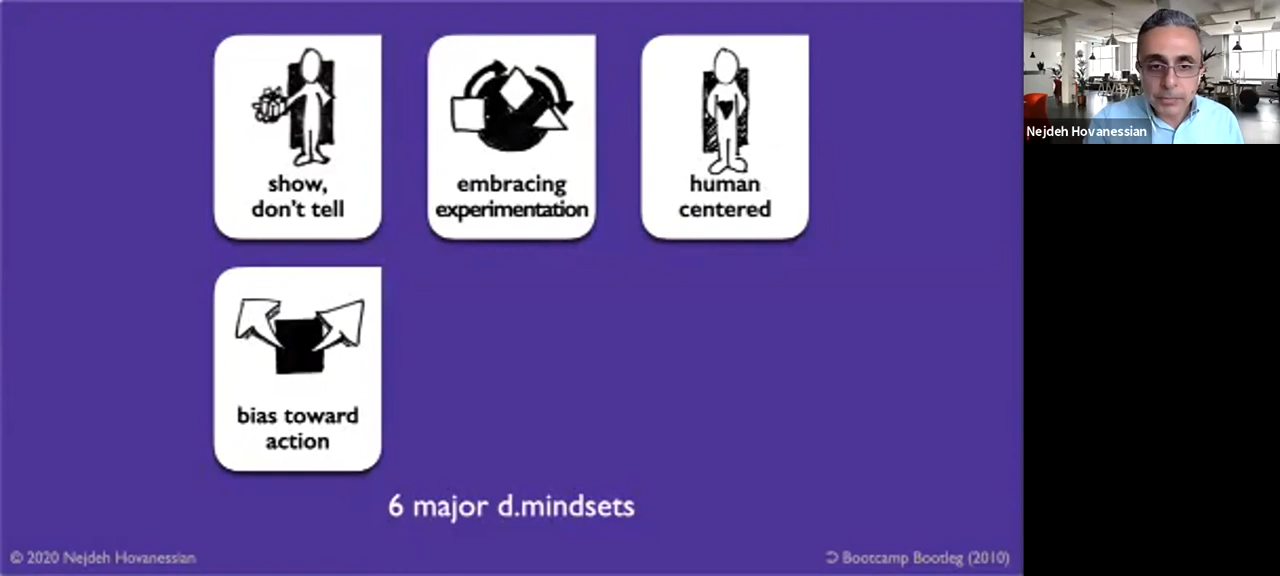 show,
don't tell
embracing
experimentation
human
centered
bias toward
action
6 major d.mindsets
© 2020 Nejdeh Hovanessian
Bootcamp Bootleg (2010)
Nejdeh Hovanessian